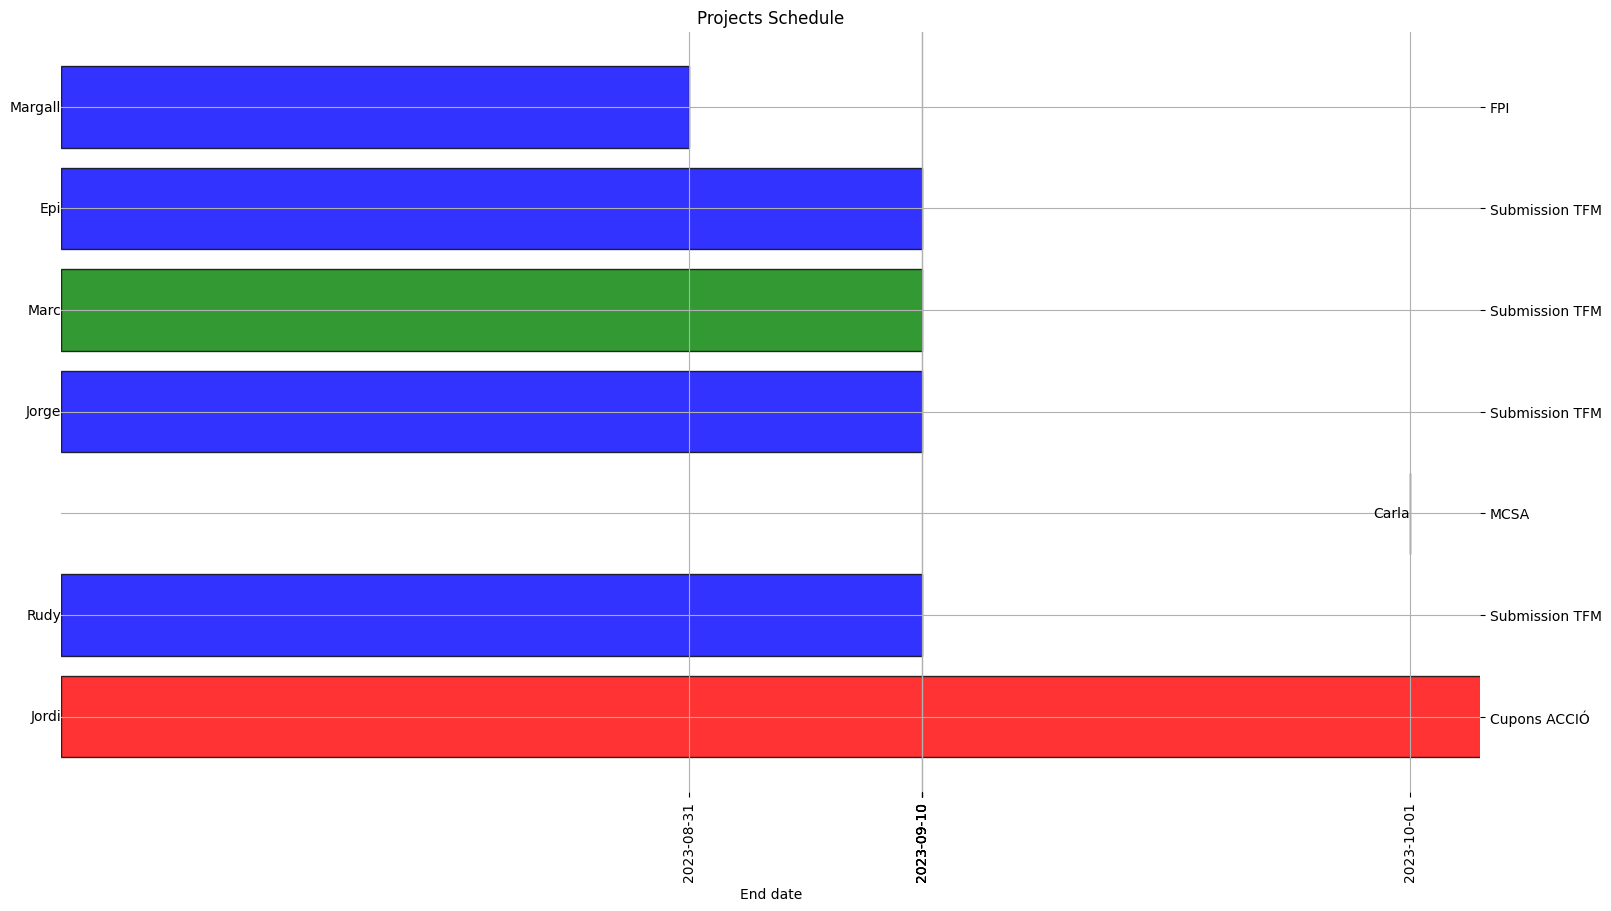 Projects Schedule
Margall
FPI
Epi
Submission TFM
Marc
Submission TFM
Jorge
Submission TFM
Carla
MCSA
Rudy
Submission TFM
Jordi
Cupons ACCIÓ
2023-08-31
2023-09-10
2023-10-01
End date